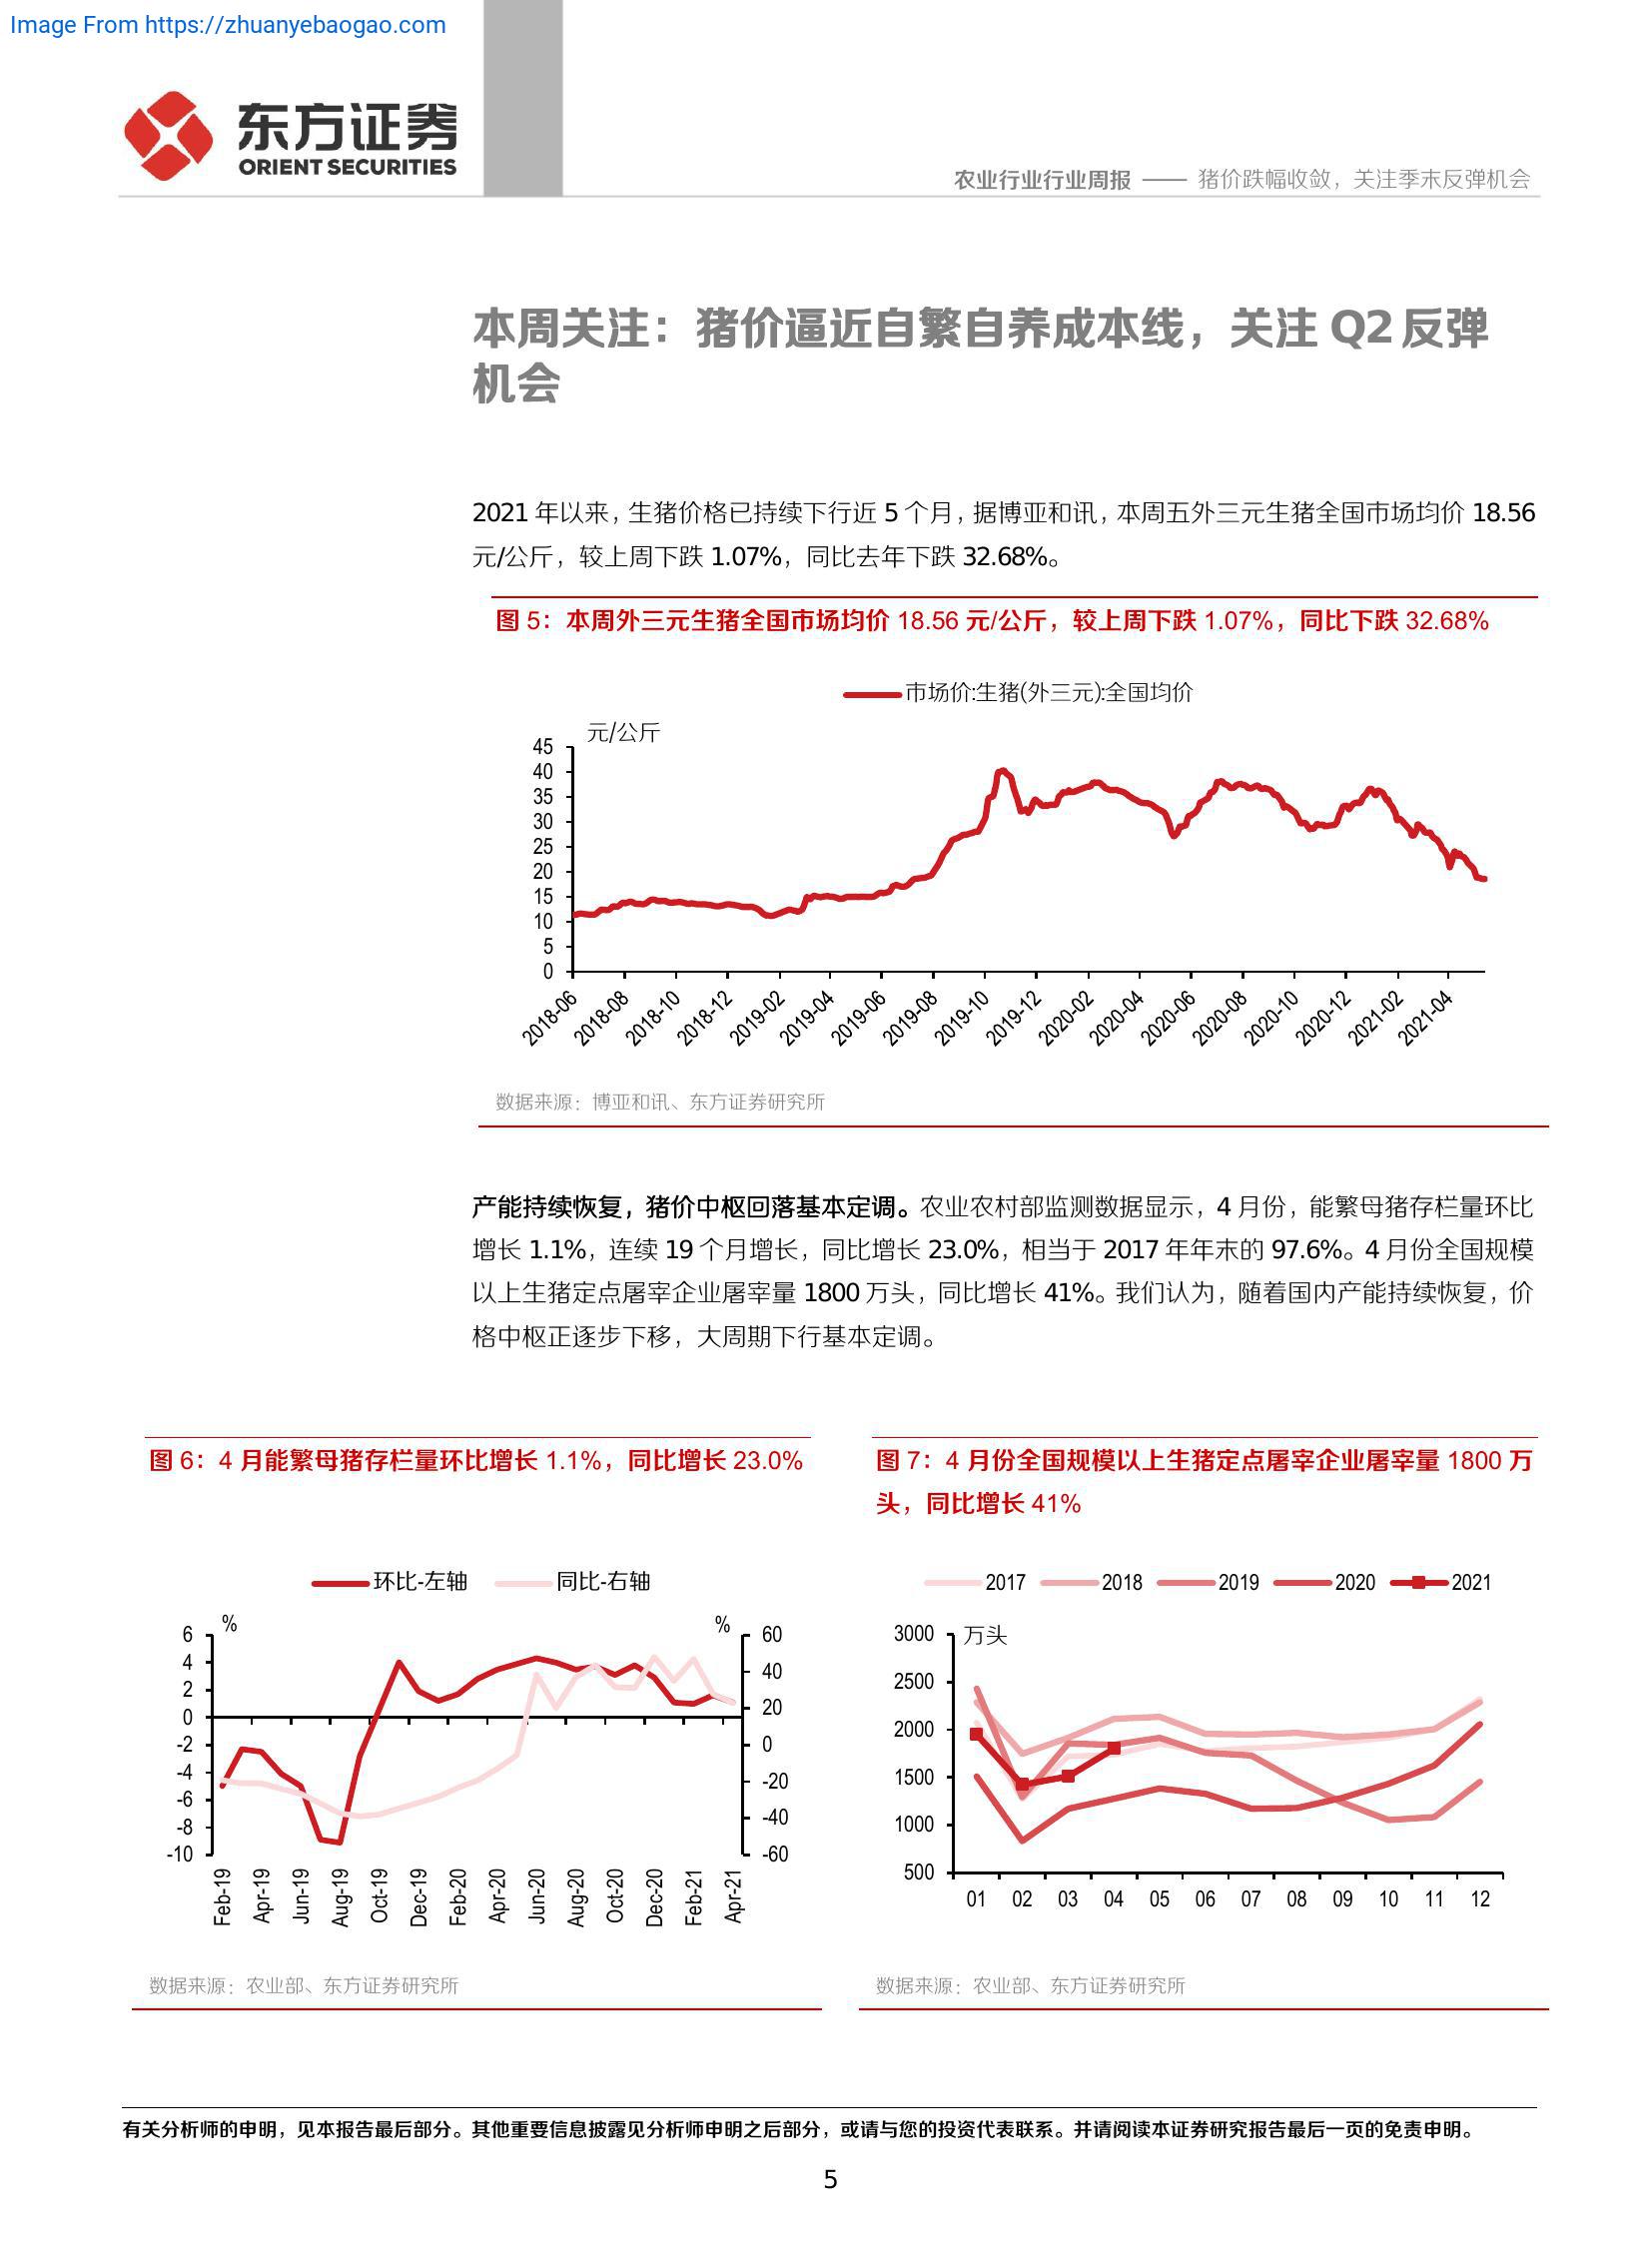 Image From https://zhuanyebaogao.com
东方证券
ORIENT SECURITIES
农业行业行业周报 —— 猪价跌幅收敛，关注季末反弹机会
本周关注：猪价逼近自繁自养成本线，关注 Q2 反弹
机会
2021 年以来，生猪价格已持续下行近 5 个月，据博亚和讯，本周五外三元生猪全国市场均价 18.56
元/公斤，较上周下跌 1.07%，同比去年下跌 32.68%。
图 5：本周外三元生猪全国市场均价 18.56 元/公斤，较上周下跌 1.07%，同比下跌 32.68%
市场价:生猪(外三元):全国均价
元/公斤
45
40
35
30
25
20
15
10
5
0
2018-06 2018-08 2018-10 2018-12 2019-02 2019-04 2019-06 2019-08 2019-10 2019-12 2020-02 2020-04 2020-06 2020-08 2020-10 2020-12 2021-02 2021-04
数据来源：博亚和讯、东方证券研究所
产能持续恢复，猪价中枢回落基本定调。农业农村部监测数据显示，4 月份，能繁母猪存栏量环比
增长 1.1%，连续 19 个月增长，同比增长 23.0%，相当于 2017 年年末的 97.6%。4 月份全国规模
以上生猪定点屠宰企业屠宰量 1800 万头，同比增长 41%。我们认为，随着国内产能持续恢复，价
格中枢正逐步下移，大周期下行基本定调。
图 6：4 月能繁母猪存栏量环比增长 1.1%，同比增长 23.0%
环比-左轴 同比-右轴
% %
6 60
4 40
2 20
0 0
-2 -20
-4 -40
-6 -60
-8
-10
Feb-19 Apr-19 Jun-19 Aug-19 Oct-19 Dec-19 Feb-20 Apr-20 Jun-20 Aug-20 Oct-20 Dec-20 Feb-21 Apr-21
数据来源：农业部、东方证券研究所
图 7：4 月份全国规模以上生猪定点屠宰企业屠宰量 1800 万
头，同比增长 41%
2017 2018 2019 2020 2021
万头
3000
2500
2000
1500
1000
500
01 02 03 04 05 06 07 08 09 10 11 12
数据来源：农业部、东方证券研究所
有关分析师的申明，见本报告最后部分。其他重要信息披露见分析师申明之后部分，或请与您的投资代表联系。并请阅读本证券研究报告最后一页的免责申明。
5